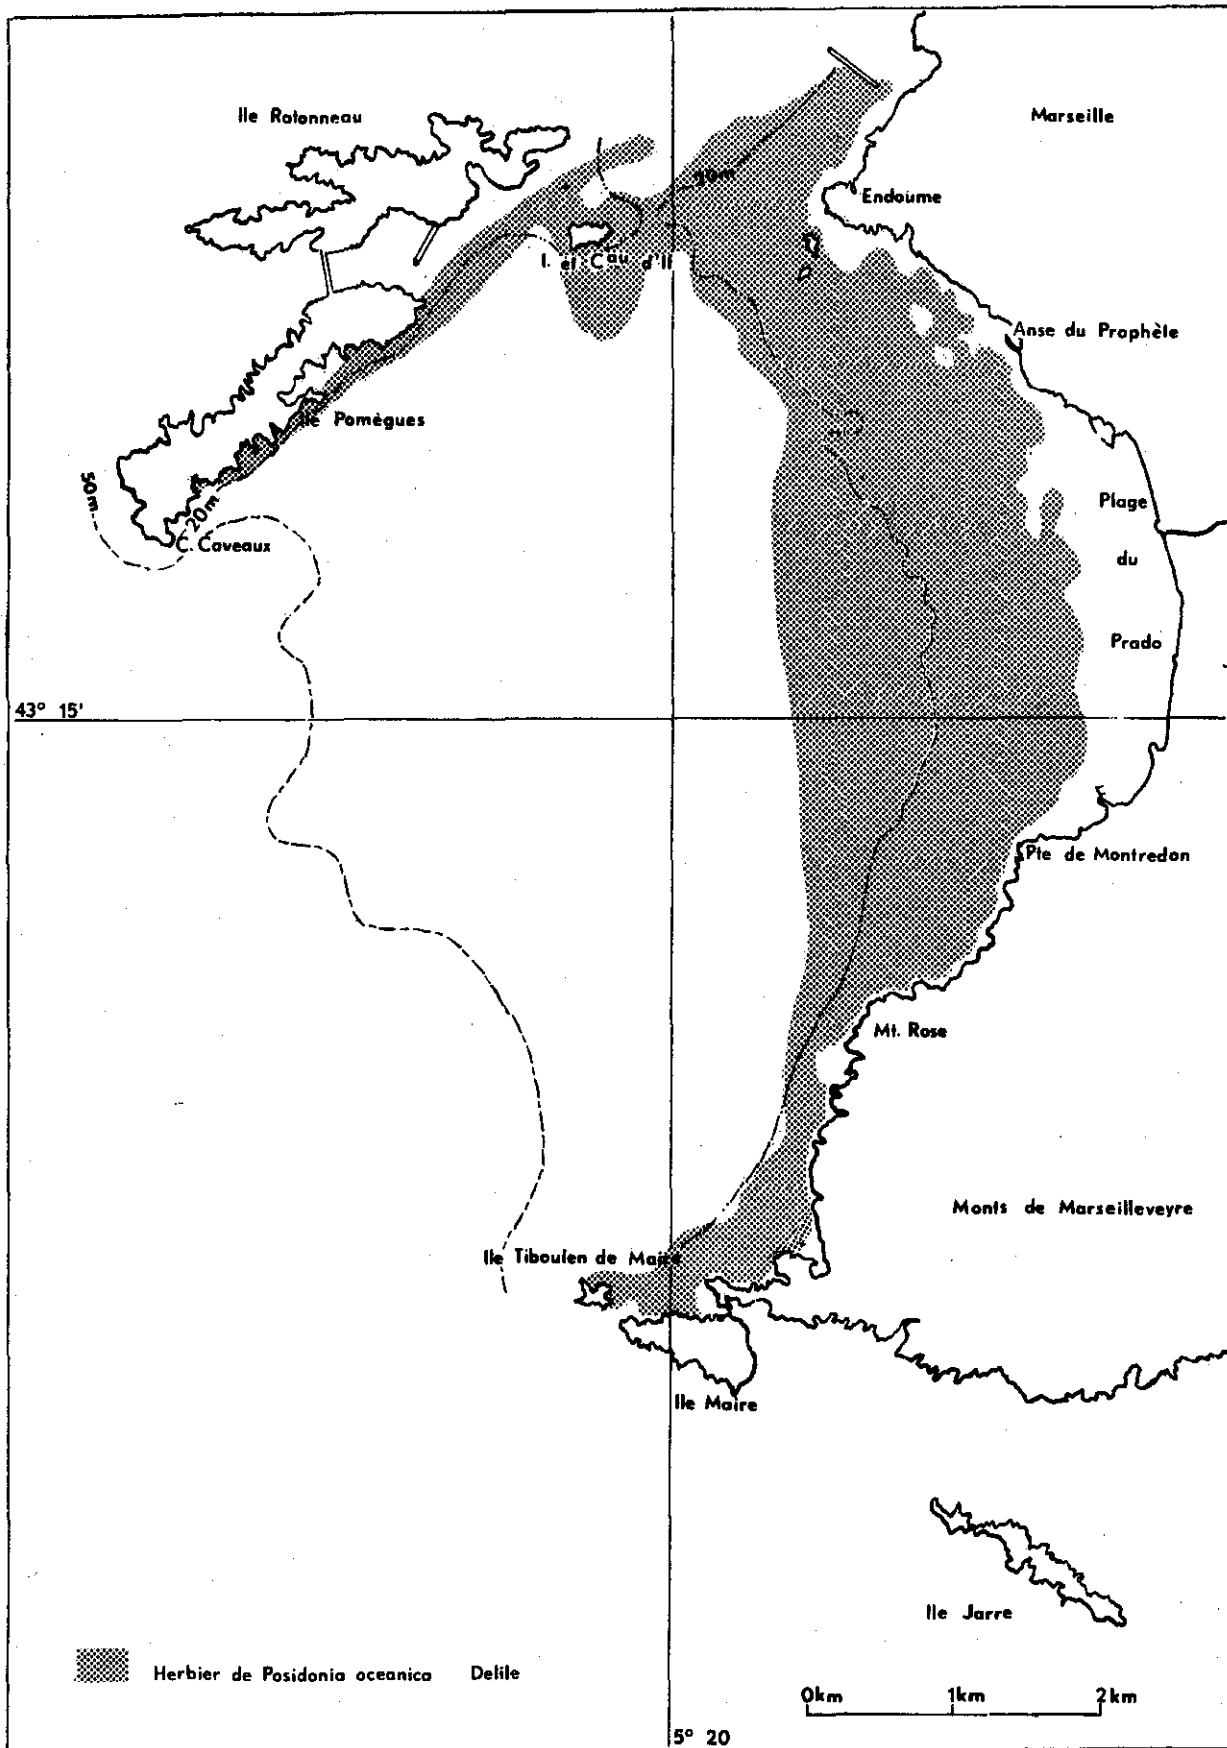 Ile Ratonneau
Marseille
20m
Endoume
I. et Cau d'If
Anse du Prophète
Ile Pomègues
50m
20m
C. Caveaux
Plage
du
Prado
43° 15'
Pte de Montredon
Mt. Rose
Monts de Marseilleveyre
Ile Tiboulen de Maire
Ile Maire
Ile Jarre
Herbier de Posidonia oceanica Delile
0km 1km 2km
5° 20